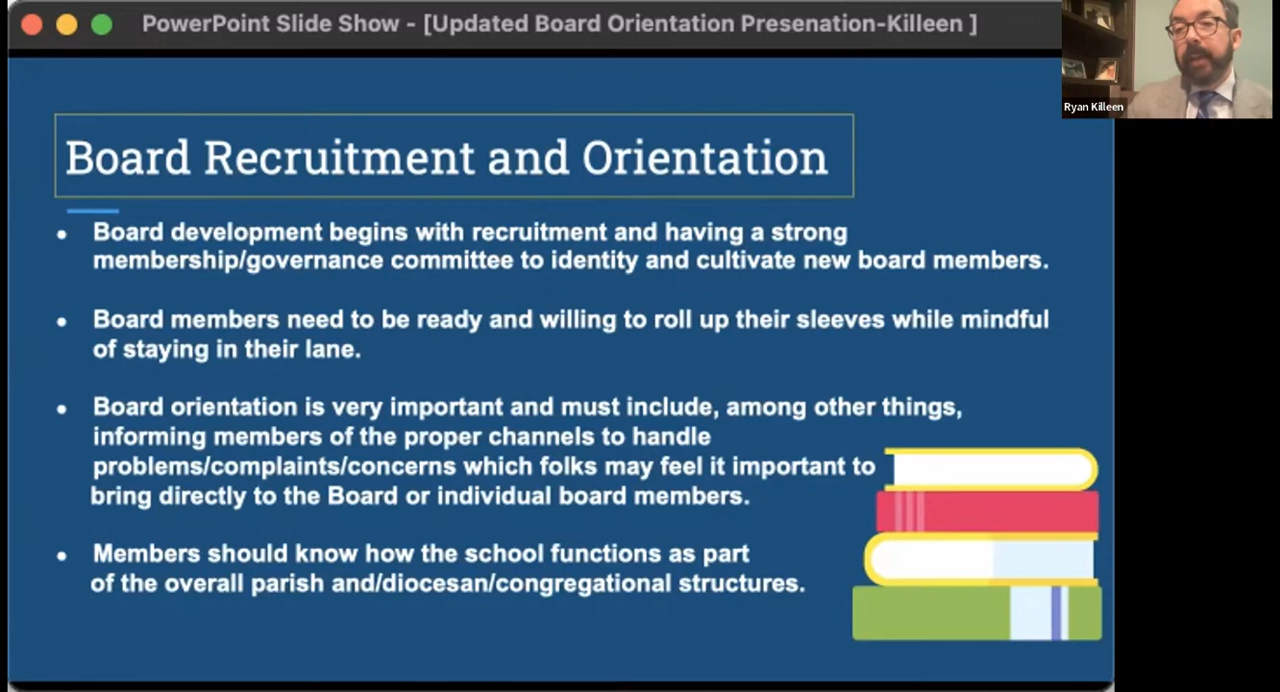 PowerPoint Slide Show - [Updated Board Orientation Presenation-Killeen ]
Ryan Killeen
Board Recruitment and Orientation
• Board development begins with recruitment and having a strong
membership/governance committee to identity and cultivate new board members.
• Board members need to be ready and willing to roll up their sleeves while mindful
of staying in their lane.
• Board orientation is very important and must include, among other things,
informing members of the proper channels to handle
problems/complaints/concerns which folks may feel it important to
bring directly to the Board or individual board members.
• Members should know how the school functions as part
of the overall parish and/diocesan/congregational structures.